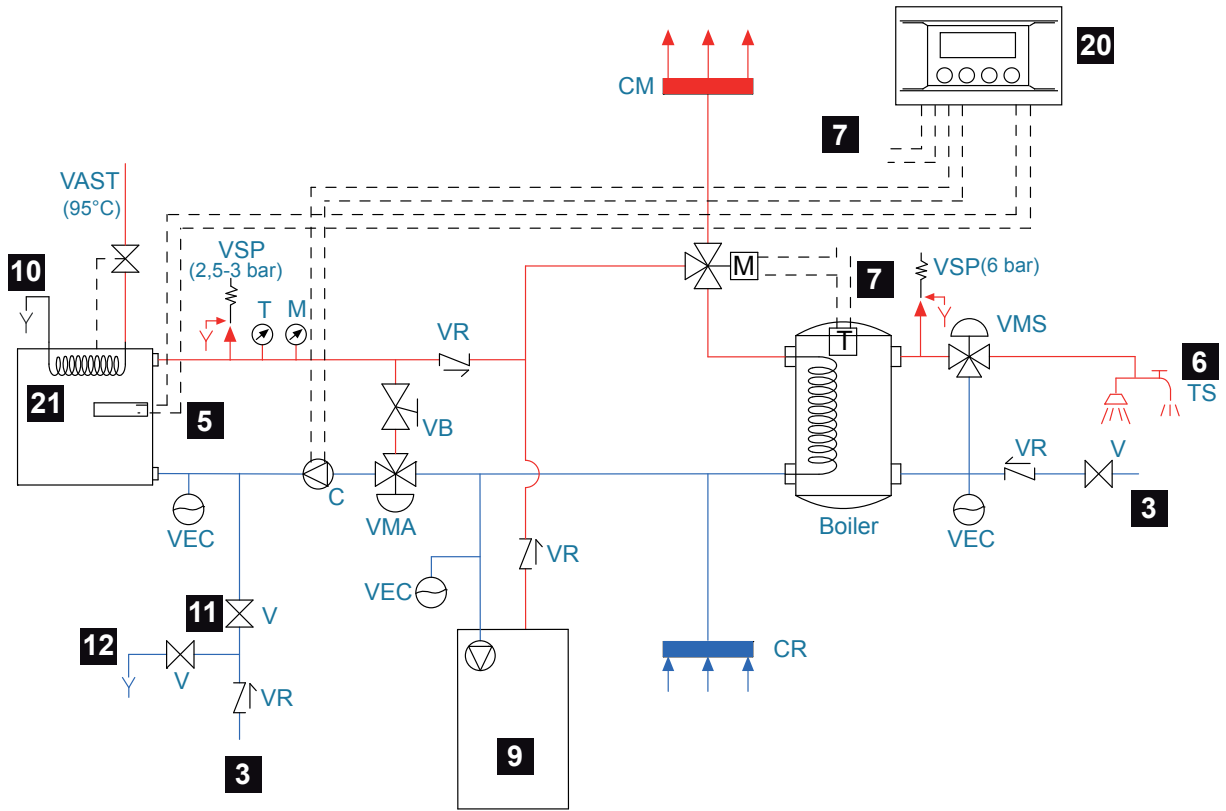 20
CM
7
VAST
(95°C)
VSP
(2,5-3 bar)
10
T
M
M
7
VSP(6 bar)
VR
VMS
T
6
TS
21
5
VB
VR
V
C
VMA
VEC
Boiler
VEC
3
VR
VEC
11
V
12
V
VR
CR
9
3